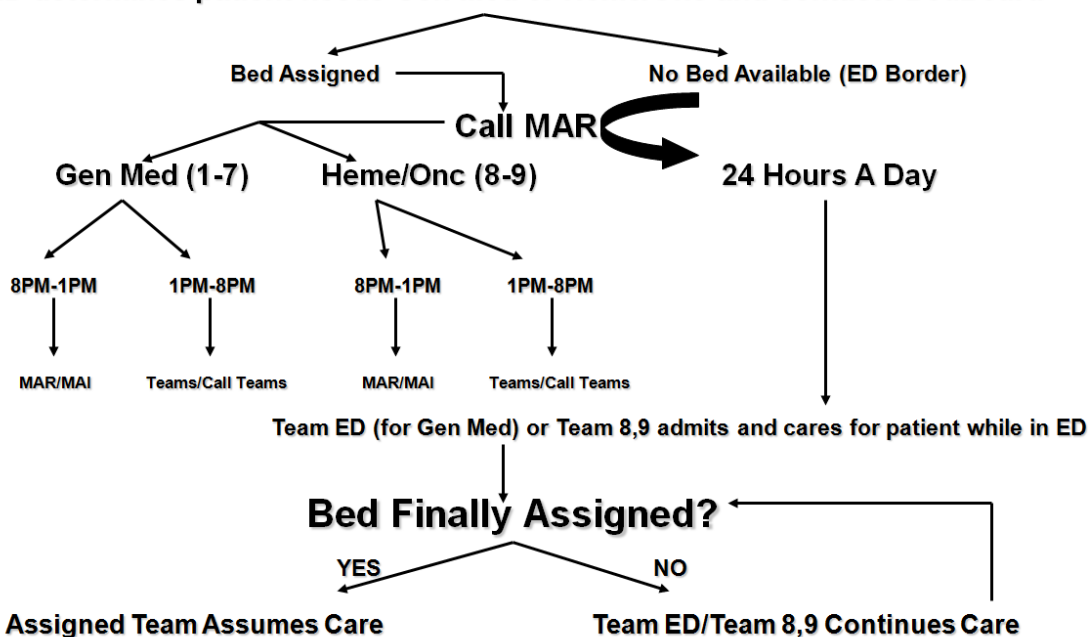 Bed Assigned
No Bed Available (ED Border)
Call MAR
Gen Med (1-7)
Heme/Onc (8-9)
24 Hours A Day
8PM-1PM
1PM-8PM
8PM-1PM
1PM-8PM
MAR/MAI
Teams/Call Teams
MAR/MAI
Teams/Call Teams
Team ED (for Gen Med) or Team 8,9 admits and cares for patient while in ED
Bed Finally Assigned?
YES
NO
Assigned Team Assumes Care
Team ED/Team 8,9 Continues Care